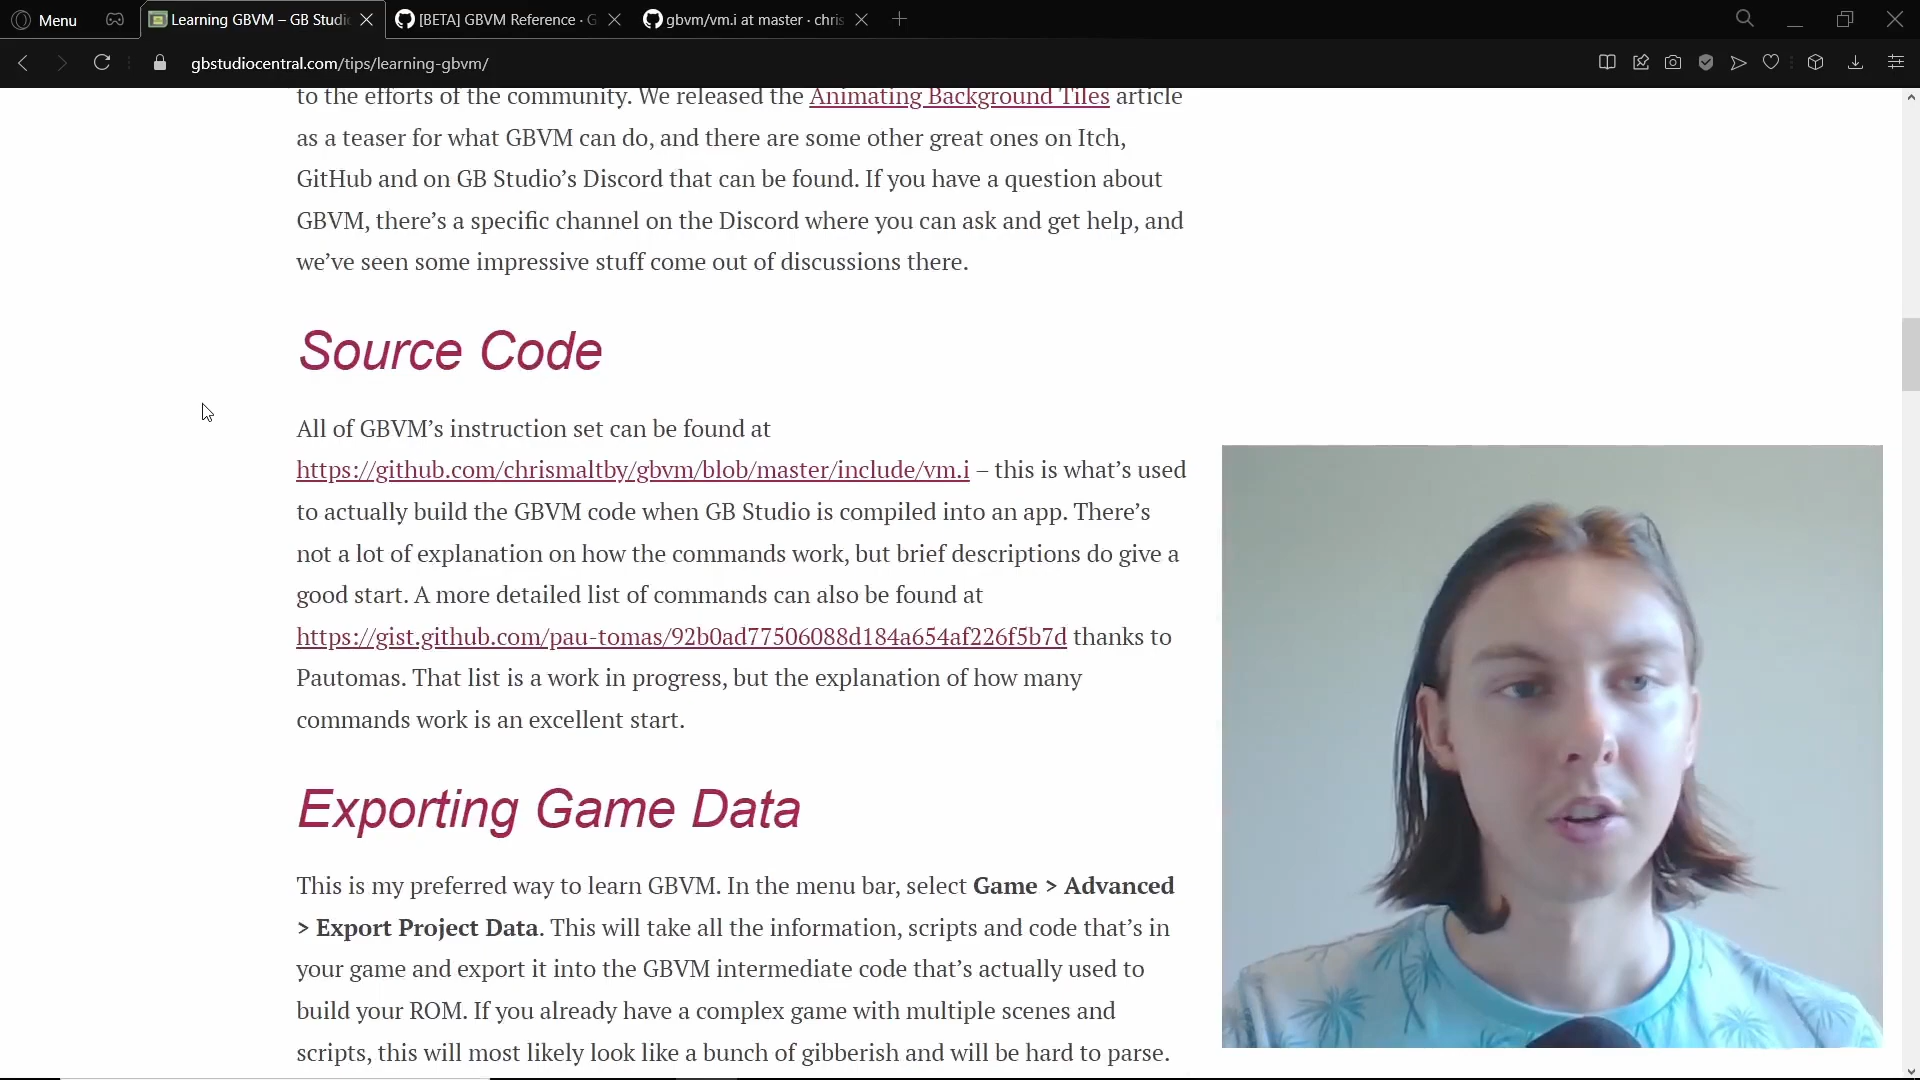 Menu
Learning GBVM – GB Studi
[BETA] GBVM Reference · G
gbvm/vm.i at master · chris
gbstudiocentral.com/tips/learning-gbvm/
to the efforts of the community. We released the Animating Background Tiles article
as a teaser for what GBVM can do, and there are some other great ones on Itch,
GitHub and on GB Studio’s Discord that can be found. If you have a question about
GBVM, there’s a specific channel on the Discord where you can ask and get help, and
we’ve seen some impressive stuff come out of discussions there.
Source Code
All of GBVM’s instruction set can be found at
https://github.com/chrismaltby/gbvm/blob/master/include/vm.i – this is what’s used
to actually build the GBVM code when GB Studio is compiled into an app. There’s
not a lot of explanation on how the commands work, but brief descriptions do give a
good start. A more detailed list of commands can also be found at
https://gist.github.com/pau-tomas/92b0ad77506088d184a654af226f5b7d thanks to
Pautomas. That list is a work in progress, but the explanation of how many
commands work is an excellent start.
Exporting Game Data
This is my preferred way to learn GBVM. In the menu bar, select Game > Advanced
> Export Project Data. This will take all the information, scripts and code that’s in
your game and export it into the GBVM intermediate code that’s actually used to
build your ROM. If you already have a complex game with multiple scenes and
scripts, this will most likely look like a bunch of gibberish and will be hard to parse.